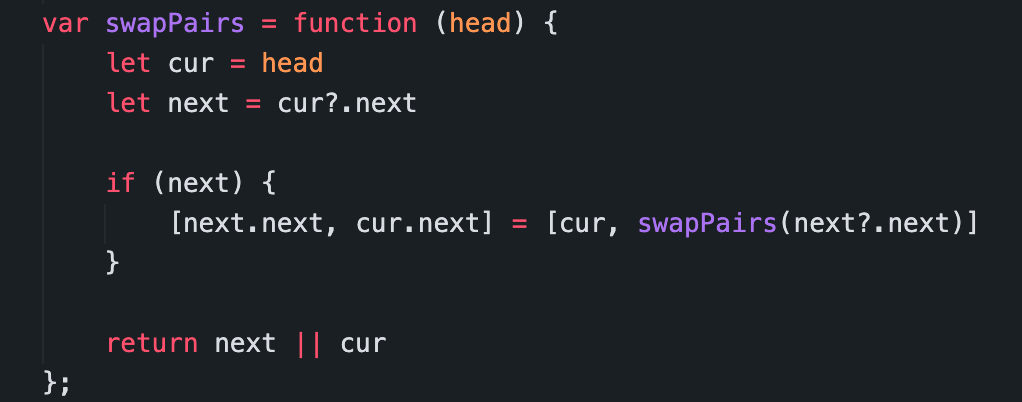 var swapPairs = function (head) {
    let cur = head
    let next = cur?.next
    if (next) {
        [next.next, cur.next] = [cur, swapPairs(next?.next)]
    }
    return next || cur
};